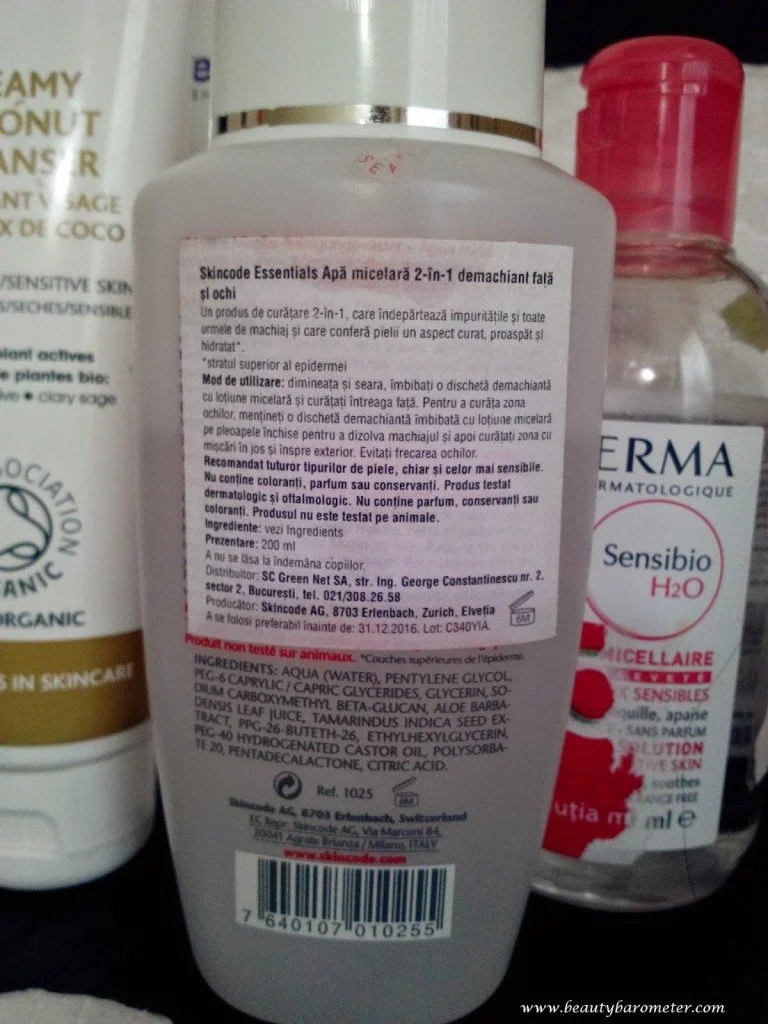 EAMY
ONUT
ANSER
ANT VISAGE
X DE COCO
/SENSITIVE SKIN
S/SECHES/SENSIBLE
plant actives
e plantes bio:
ve • clary sage
SOCIATION
ORGANIC
S IN SKINCARE
Skincode Essentials Apă micelară 2-în-1 demachiant față
și ochi
Un produs de curățare 2-în-1, care îndepărtează impuritățile și toate
urmele de machiaj și care conferă pielii un aspect curat, proaspăt și
hidratat*.
*stratul superior al epidermei
Mod de utilizare: dimineața și seara, îmbibați o dischetă demachiantă
cu loțiune micelară și curățați întreaga față. Pentru a curăța zona
ochilor, mențineți o dischetă demachiantă îmbibată cu loțiune micelară
pe pleoapele închise pentru a dizolva machiajul și apoi curățați zona cu
mișcări în jos și înspre exterior. Evitați frecarea ochilor.
Recomandat tuturor tipurilor de piele, chiar și celor mai sensibile.
Nu conține coloranți, parfum sau conservanți. Produs testat
dermatologic și oftalmologic. Nu conține parfum, conservanți sau
coloranți. Produsul nu este testat pe animale.
Ingrediente: vezi Ingredients
Prezentare: 200 ml
A nu se lăsa la îndemâna copiilor.
Distribuitor: SC Green Net SA, str. Ing. George Constantinescu nr. 2,
sector 2, București, tel. 021/308.26.58
Producător: Skincode AG, 8703 Erlenbach, Zurich, Elveția
A se folosi preferabil înainte de: 31.12.2016. Lot: C340YIA.
6M
Produit non testé sur animaux. *Couches supérieures de l'épiderme.
INGREDIENTS: AQUA (WATER), PENTYLENE GLYCOL,
PEG-6 CAPRYLIC / CAPRIC GLYCERIDES, GLYCERIN, SO-
DIUM CARBOXYMETHYL BETA-GLUCAN, ALOE BARBA-
DENSIS LEAF JUICE, TAMARINDUS INDICA SEED EX-
TRACT, PPG-26-BUTETH-26, ETHYLHEXYLGLYCERIN,
PEG-40 HYDROGENATED CASTOR OIL, POLYSORBA-
TE 20, PENTADECALACTONE, CITRIC ACID.
Ref. 1025
6M
Skincode AG, 8703 Erlenbach, Switzerland
EC Repr: Skincode AG, Via Marconi 84,
20041 Agrate Brianza / Milano, ITALY
www.skincode.com
7 640107 010255
ERMA
RMATOLOGIQUE
Sensibio
H2O
MICELLAIRE
X SENSIBLES
quille, apaise
SANS PARFUM
SOLUTION
TIVE SKIN
soothes
RANCE FREE
uția m
ml e
www.beautybarometer.com